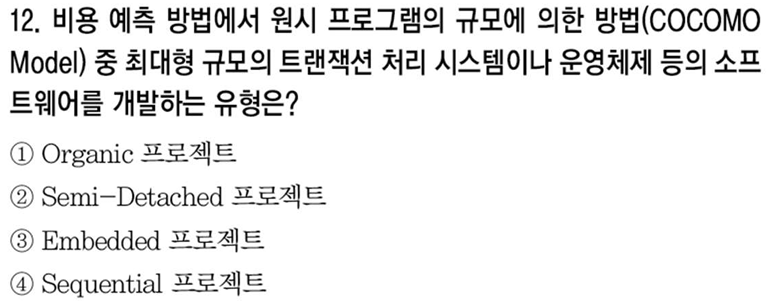 12. 비용 예측 방법에서 원시 프로그램의 규모에 의한 방법(COCOMO
Model) 중 최대형 규모의 트랜잭션 처리 시스템이나 운영체제 등의 소프
트웨어를 개발하는 유형은?
① Organic 프로젝트
② Semi-Detached 프로젝트
③ Embedded 프로젝트
④ Sequential 프로젝트